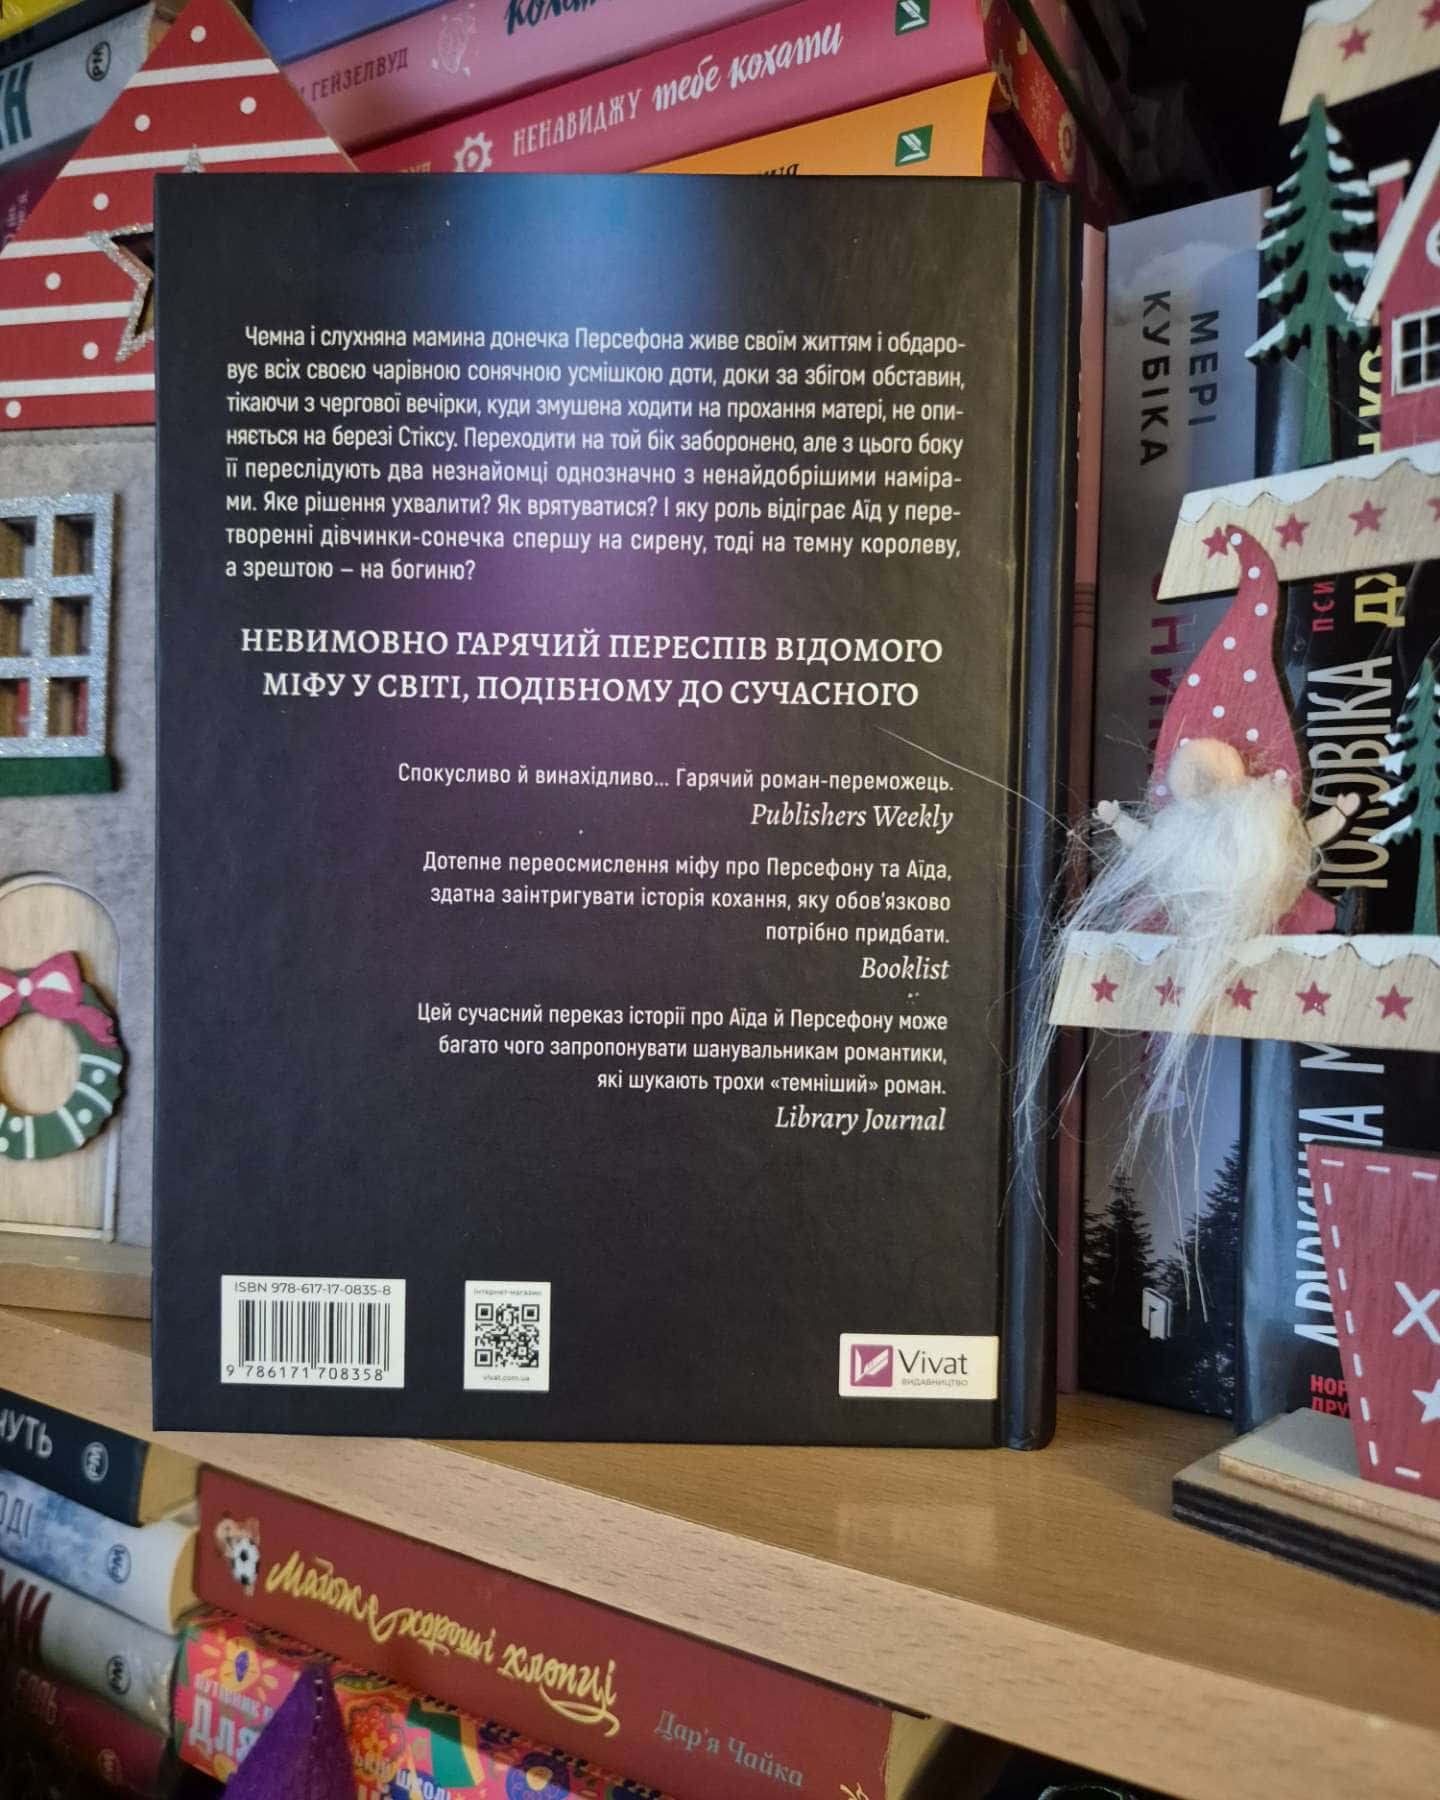 РМ
ГЕЙЗЕЛВУД
НЕНАВИДЖУ тебе кохати
Чемна і слухняна мамина донечка Персефона живе своїм життям і обдаро-
вує всіх своєю чарівною сонячною усмішкою доти, доки за збігом обставин,
тікаючи з чергової вечірки, куди змушена ходити на прохання матері, не опи-
няється на березі Стіксу. Переходити на той бік заборонено, але з цього боку
її переслідують два незнайомці однозначно з ненайдобрішими наміра-
ми. Яке рішення ухвалити? Як врятуватися? І яку роль відіграє Аїд у пере-
творенні дівчинки-сонечка спершу на сирену, тоді на темну королеву,
а зрештою – на богиню?
НЕВИМОВНО ГАРЯЧИЙ ПЕРЕСПІВ ВІДОМОГО
МІФУ У СВІТІ, ПОДІБНОМУ ДО СУЧАСНОГО
Спокусливо й винахідливо... Гарячий роман-переможець.
Publishers Weekly
Дотепне переосмислення міфу про Персефону та Аїда,
здатна заінтригувати історія кохання, яку обов'язково
потрібно придбати.
Booklist
Цей сучасний переказ історії про Аїда й Персефону може
багато чого запропонувати шанувальникам романтики,
які шукають трохи «темніший» роман.
Library Journal
ISBN 978-617-17-0835-8
9 786171 708358
інтернет-магазин
vivat.com.ua
Vivat
ВИДАВНИЦТВО
МЕРІ
КУБІКА
РМ
РМ
РМ
Майже хороші хлопці
Дар'я Чайка